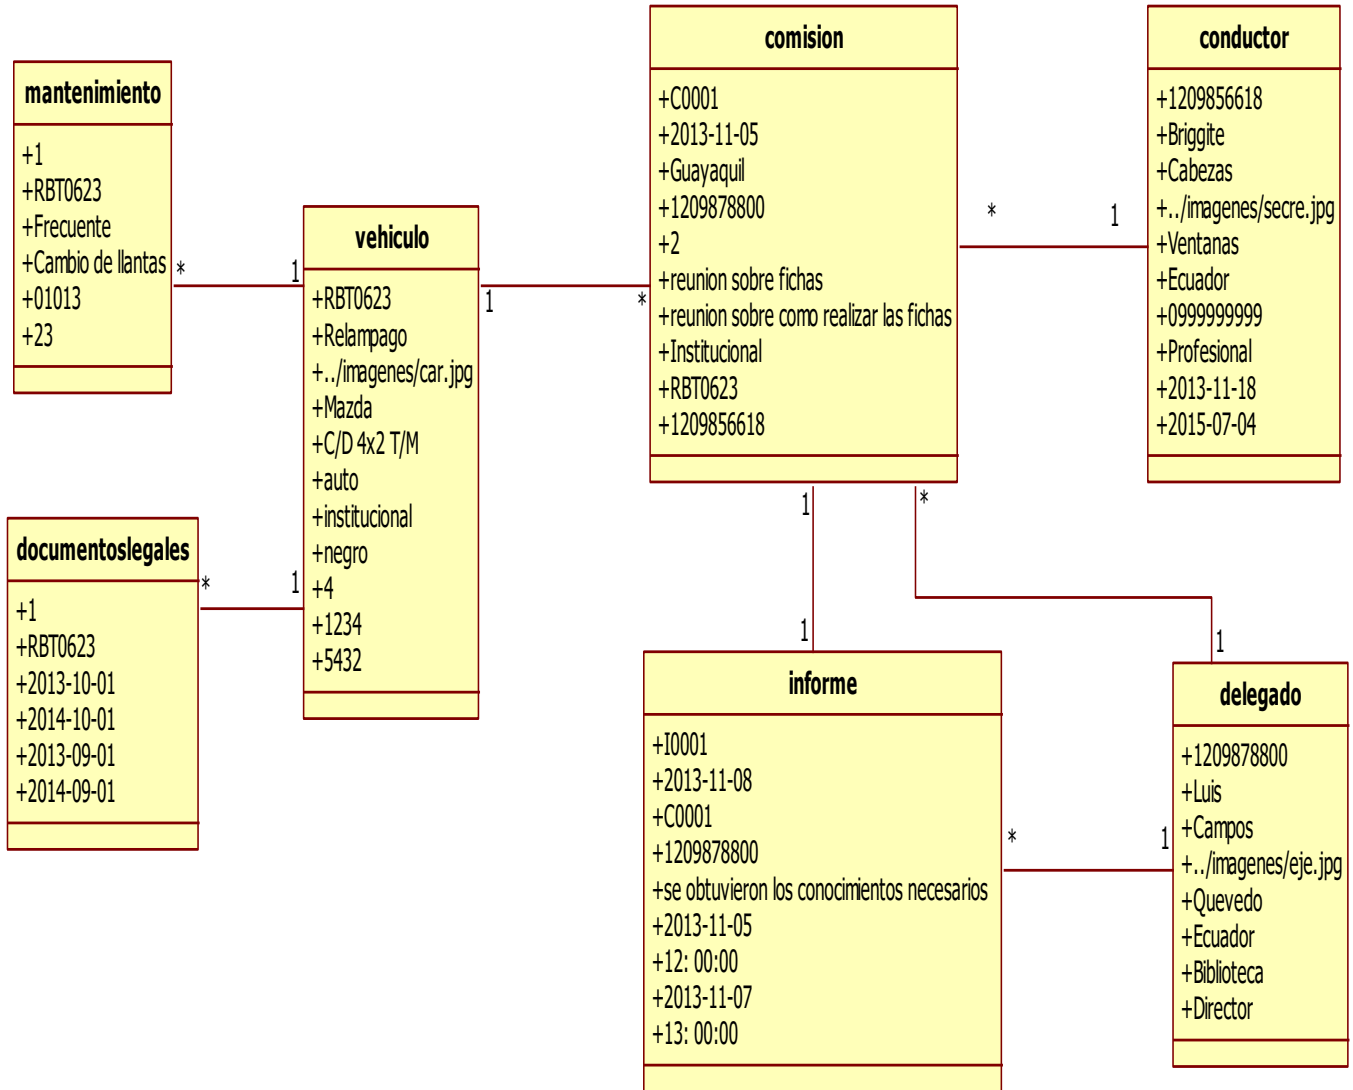 mantenimiento
+1
+RBT0623
+Frecuente
+Cambio de llantas
+01013
+23
*
1
documentoslegales
+1
+RBT0623
+2013-10-01
+2014-10-01
+2013-09-01
+2014-09-01
*
1
vehiculo
+RBT0623
+Relampago
+../imagenes/car.jpg
+Mazda
+C/D 4x2 T/M
+auto
+institucional
+negro
+4
+1234
+5432
1
*
comision
+C0001
+2013-11-05
+Guayaquil
+1209878800
+2
+reunion sobre fichas
+reunion sobre como realizar las fichas
+Institucional
+RBT0623
+1209856618
*
1
conductor
+1209856618
+Briggite
+Cabezas
+../imagenes/secre.jpg
+Ventanas
+Ecuador
+0999999999
+Profesional
+2013-11-18
+2015-07-04
1
*
1
1
informe
+I0001
+2013-11-08
+C0001
+1209878800
+se obtuvieron los conocimientos necesarios
+2013-11-05
+12: 00:00
+2013-11-07
+13: 00:00
*
1
delegado
+1209878800
+Luis
+Campos
+../imagenes/eje.jpg
+Quevedo
+Ecuador
+Biblioteca
+Director